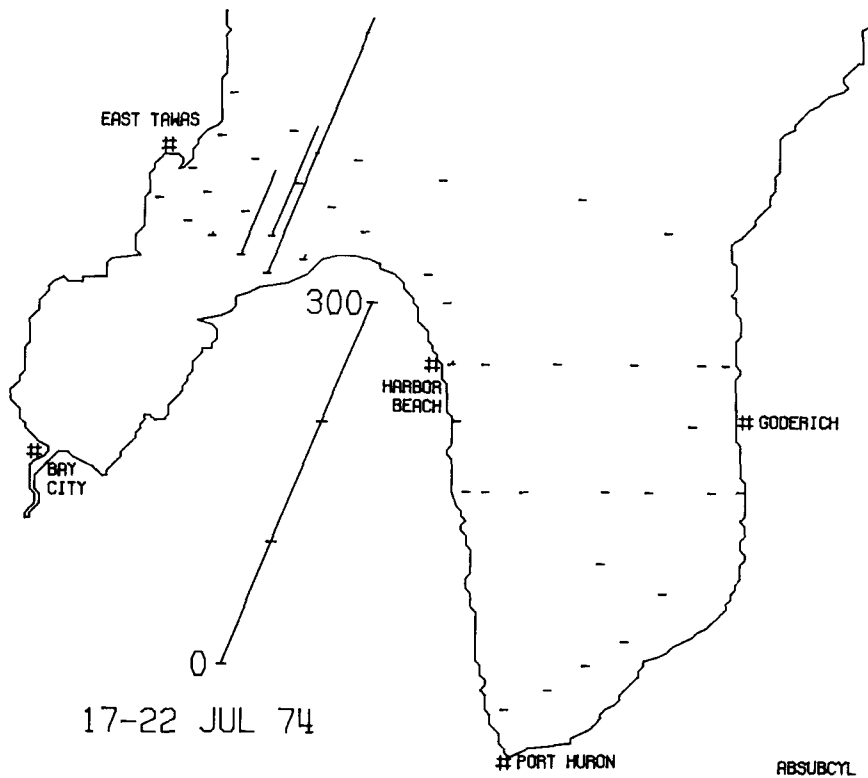 EAST TAWAS
#
300
#
HARBOR
BEACH
# GODERICH
#
BAY
CITY
0
17-22 JUL 74
# PORT HURON
ABSUBCYL